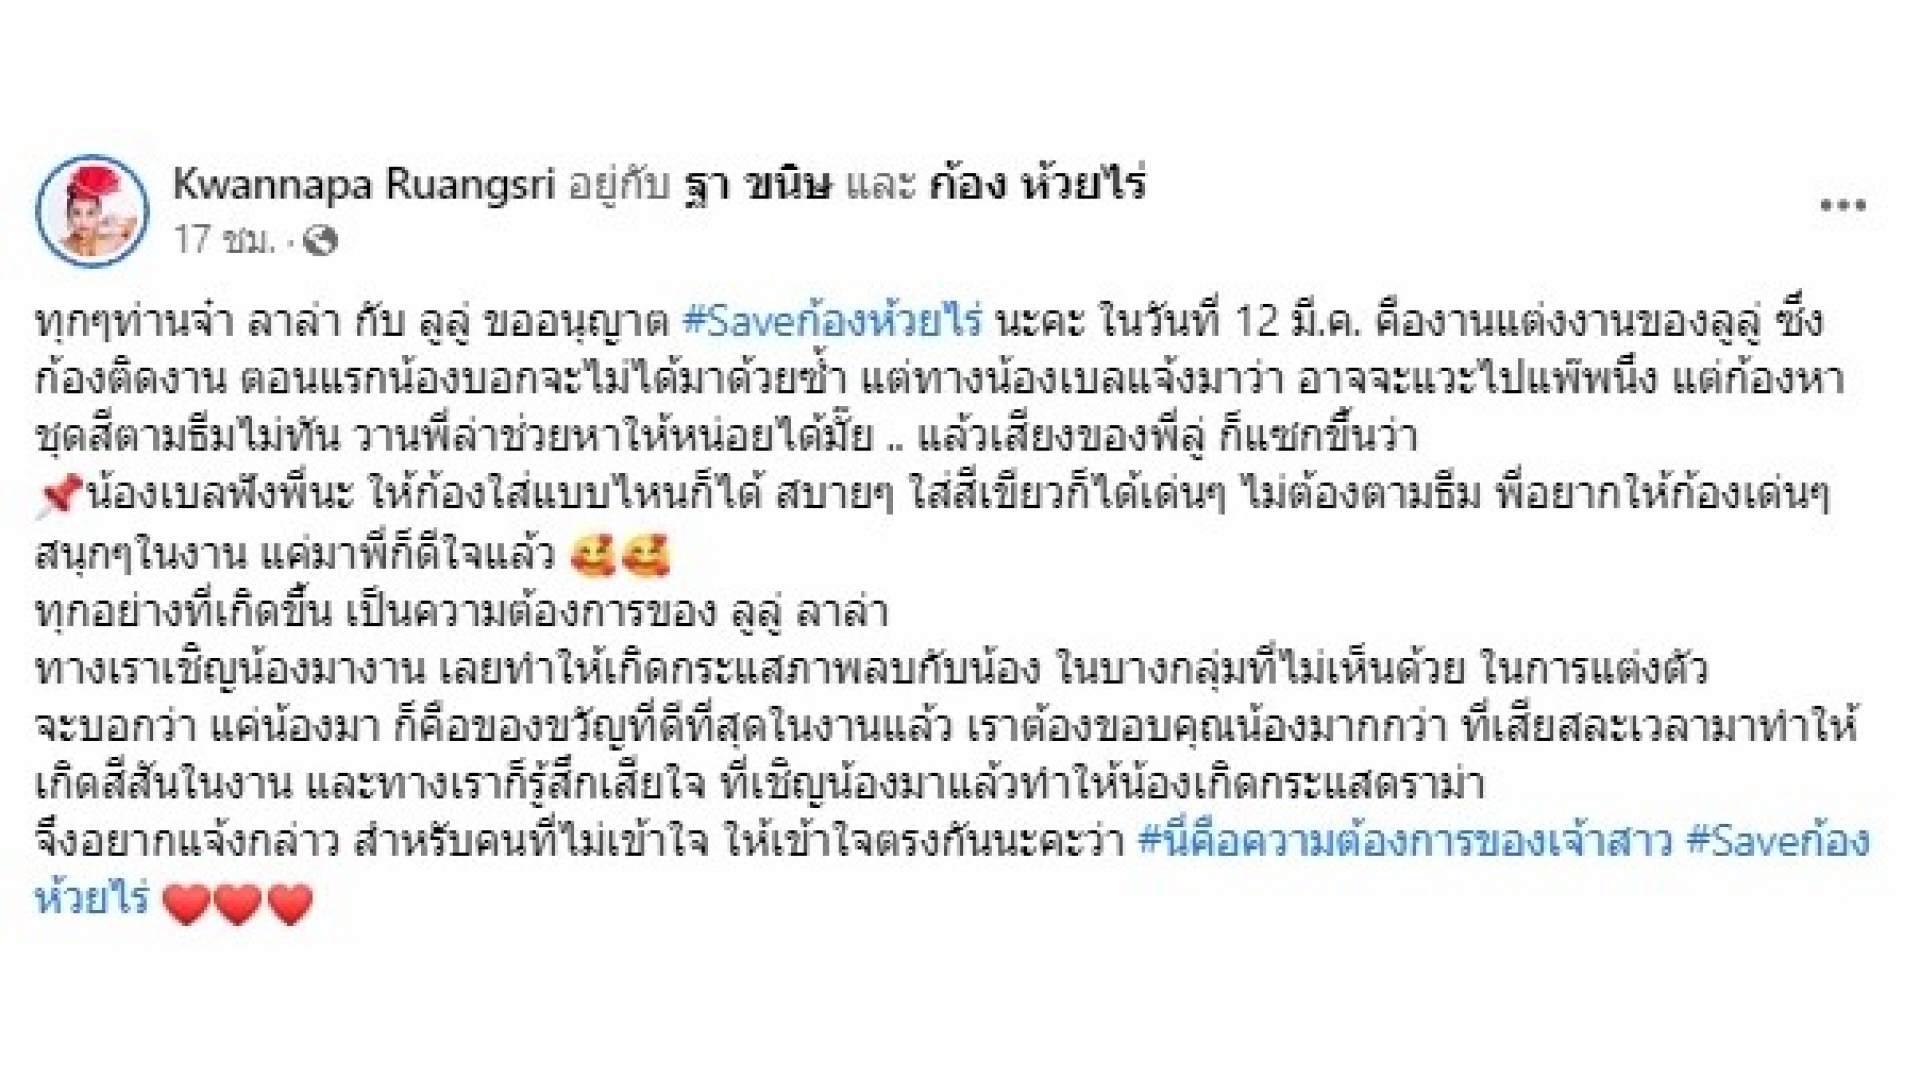 Kwannapa Ruangsri อยู่กับ ฐา ขนิษ และ ก้อง ห้วยไร่
17 ชม. ·
ทุกๆท่านจ๋า ลาล่า กับ ลูลู่ ขออนุญาต #Saveก้องห้วยไร่ นะคะ ในวันที่ 12 มี.ค. คืองานแต่งงานของลูลู่ ซึ่ง
ก้องติดงาน ตอนแรกน้องบอกจะไม่ได้มาด้วยซ้ำ แต่ทางน้องเบลแจ้งมาว่า อาจจะแวะไปแพ๊พนึง แต่ก้องหา
ชุดสีตามธีมไม่ทัน วานพี่ล่าช่วยหาให้หน่อยได้มั๊ย .. แล้วเสียงของพี่ลู่ ก็แซกขึ้นว่า
📌น้องเบลฟังพี่นะ ให้ก้องใส่แบบไหนก็ได้ สบายๆ ใส่สีเขียวก็ได้เด่นๆ ไม่ต้องตามธีม พี่อยากให้ก้องเด่นๆ
สนุกๆในงาน แค่มาพี่ก็ดีใจแล้ว 🥰🥰
ทุกอย่างที่เกิดขึ้น เป็นความต้องการของ ลูลู่ ลาล่า
ทางเราเชิญน้องมางาน เลยทำให้เกิดกระแสภาพลบกับน้อง ในบางกลุ่มที่ไม่เห็นด้วย ในการแต่งตัว
จะบอกว่า แค่น้องมา ก็คือของขวัญที่ดีที่สุดในงานแล้ว เราต้องขอบคุณน้องมากกว่า ที่เสียสละเวลามาทำให้
เกิดสีสันในงาน และทางเราก็รู้สึกเสียใจ ที่เชิญน้องมาแล้วทำให้น้องเกิดกระแสดราม่า
จึงอยากแจ้งกล่าว สำหรับคนที่ไม่เข้าใจ ให้เข้าใจตรงกันนะคะว่า #นี่คือความต้องการของเจ้าสาว #Saveก้อง
ห้วยไร่ ❤️❤️❤️